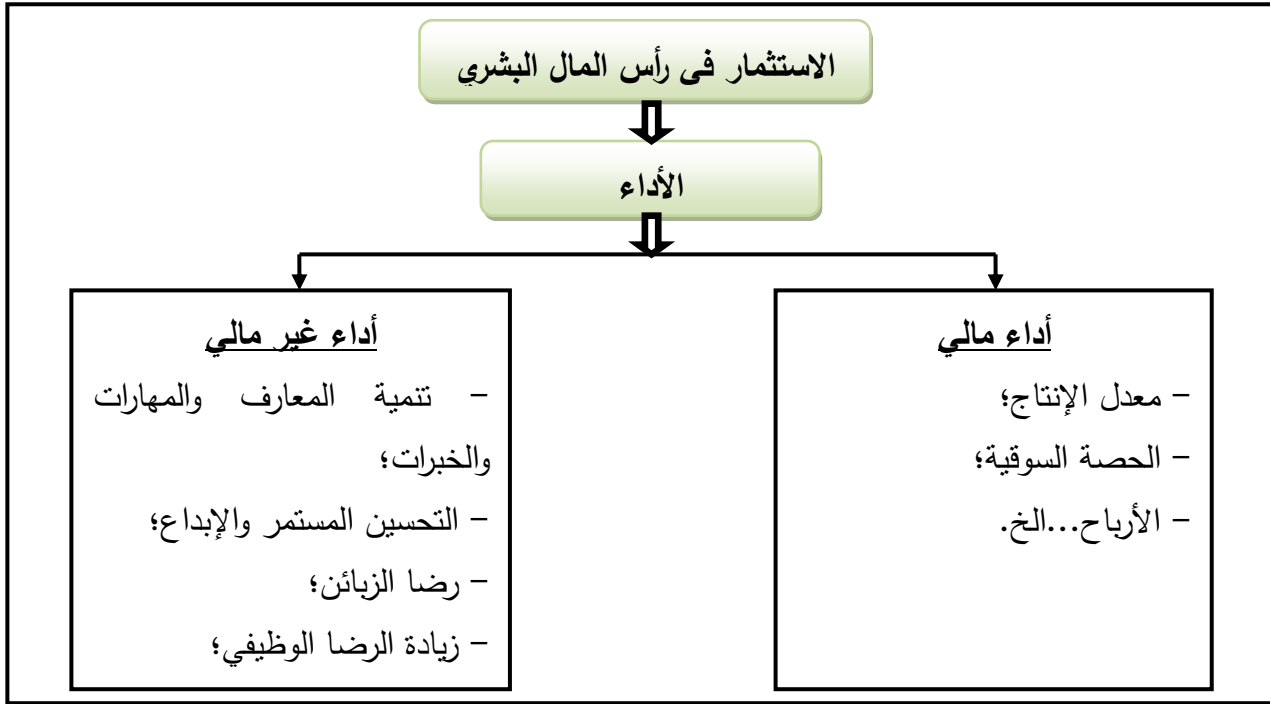 الاستثمار فى رأس المال البشري
الأداء
أداء مالي
- معدل الإنتاج؛
- الحصة السوقية؛
- الأرباح...الخ.
أداء غير مالي
- تنمية المعارف والمهارات
والخبرات؛
- التحسين المستمر والإبداع؛
- رضا الزبائن؛
- زيادة الرضا الوظيفي؛